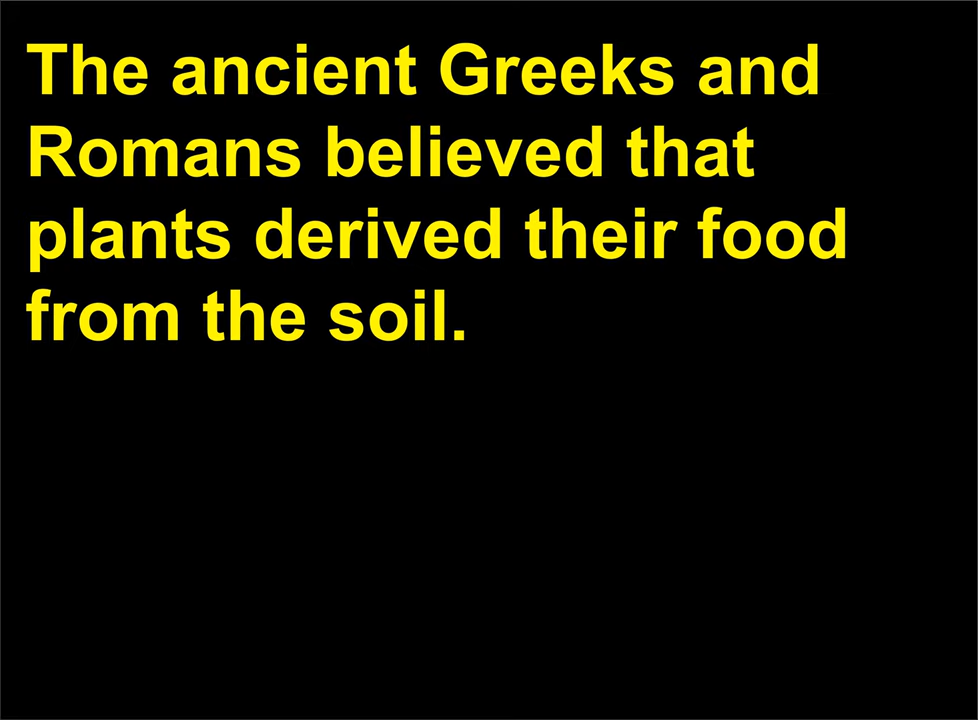 The ancient Greeks and
Romans believed that
plants derived their food
from the soil.